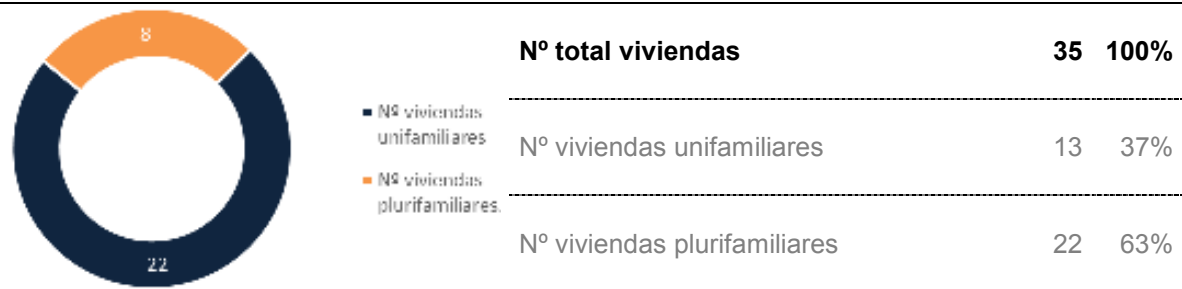 8
22
Nº viviendas
unifamiliares
Nº viviendas
plurifamiliares.
Nº total viviendas 35 100%
Nº viviendas unifamiliares 13 37%
Nº viviendas plurifamiliares 22 63%